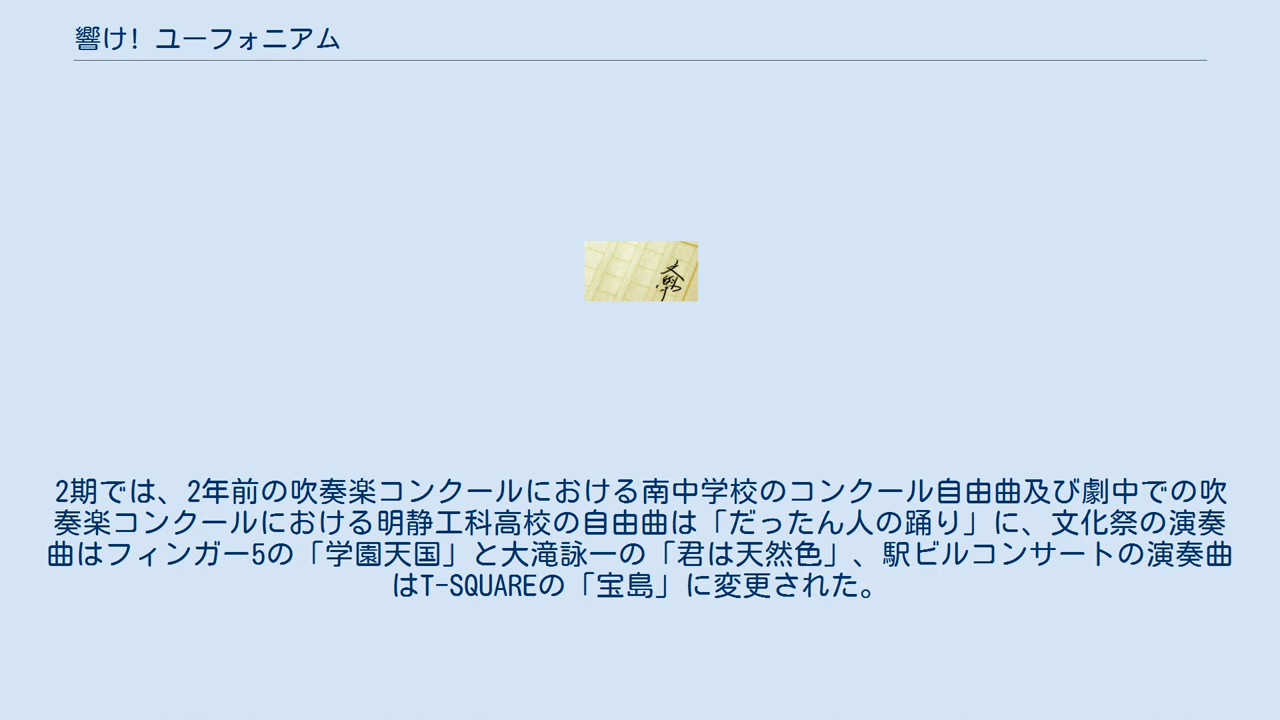 響け! ユーフォニアム
2期では、2年前の吹奏楽コンクールにおける南中学校のコンクール自由曲及び劇中での吹
奏楽コンクールにおける明静工科高校の自由曲は「だったん人の踊り」に、文化祭の演奏
曲はフィンガー5の「学園天国」と大滝詠一の「君は天然色」、駅ビルコンサートの演奏曲
はT-SQUAREの「宝島」に変更された。